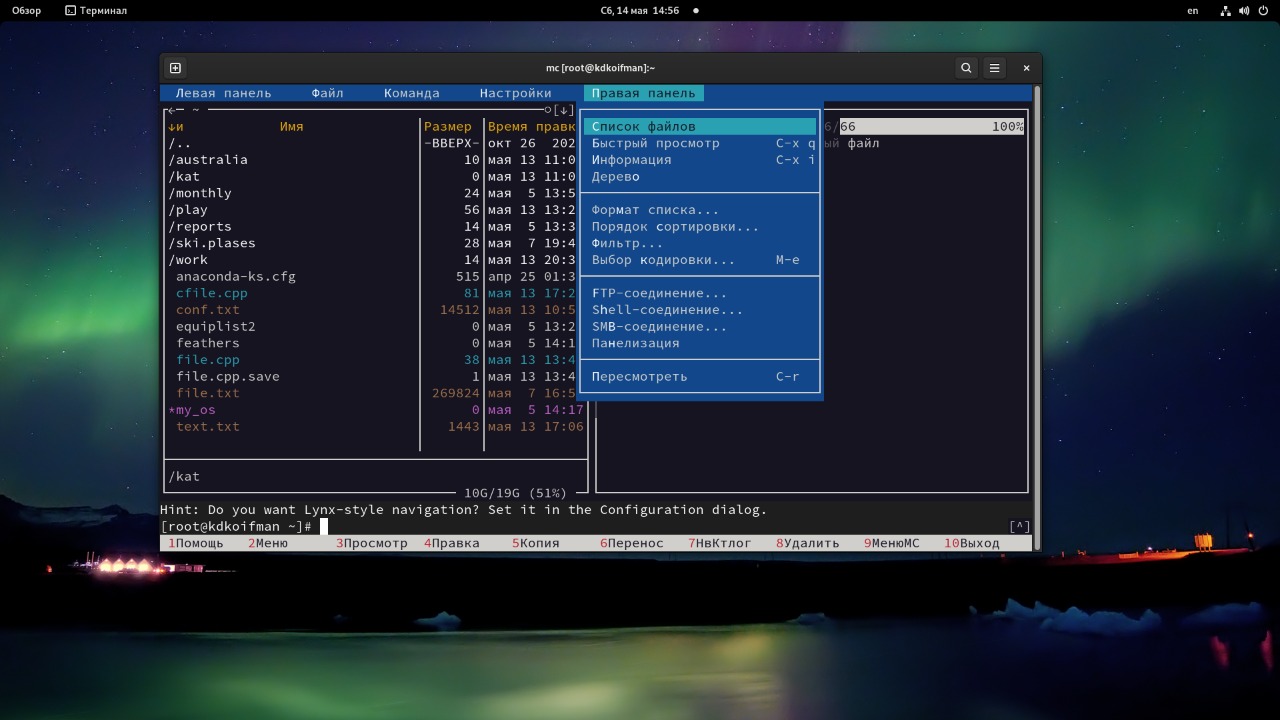 Обзор Терминал Сб, 14 мая 14:56 en
mc [root@kdkoifman]:~
Левая панель Файл Команда Настройки Правая панель
←─ ~ [↓]
↓и Имя Размер Время правк Список файлов 6/66 100%
/.. -ВВЕРХ- окт 26 202 Быстрый просмотр C-x q ый файл
/australia 10 мая 13 11:0 Информация C-x i
/kat 0 мая 13 11:0 Дерево
/monthly 24 мая 5 13:5
/play 56 мая 13 13:2 Формат списка...
/reports 14 мая 5 13:3 Порядок сортировки...
/ski.plases 28 мая 7 19:4 Фильтр...
/work 14 мая 13 20:3 Выбор кодировки... M-e
anaconda-ks.cfg 515 апр 25 01:3
cfile.cpp 81 мая 13 17:2 FTP-соединение...
conf.txt 14512 мая 13 10:5 Shell-соединение...
equiplist2 0 мая 5 13:2 SMB-соединение...
feathers 0 мая 5 14:1 Панелизация
file.cpp 38 мая 13 13:4
file.cpp.save 1 мая 13 13:4 Пересмотреть C-r
file.txt 269824 мая 7 16:5
*my_os 0 мая 5 14:17
text.txt 1443 мая 13 17:06
/kat
10G/19G (51%)
Hint: Do you want Lynx-style navigation? Set it in the Configuration dialog.
[root@kdkoifman ~]# [^]
1Помощь 2Меню 3Просмотр 4Правка 5Копия 6Перенос 7НвКтлог 8Удалить 9МенюМС 10Выход